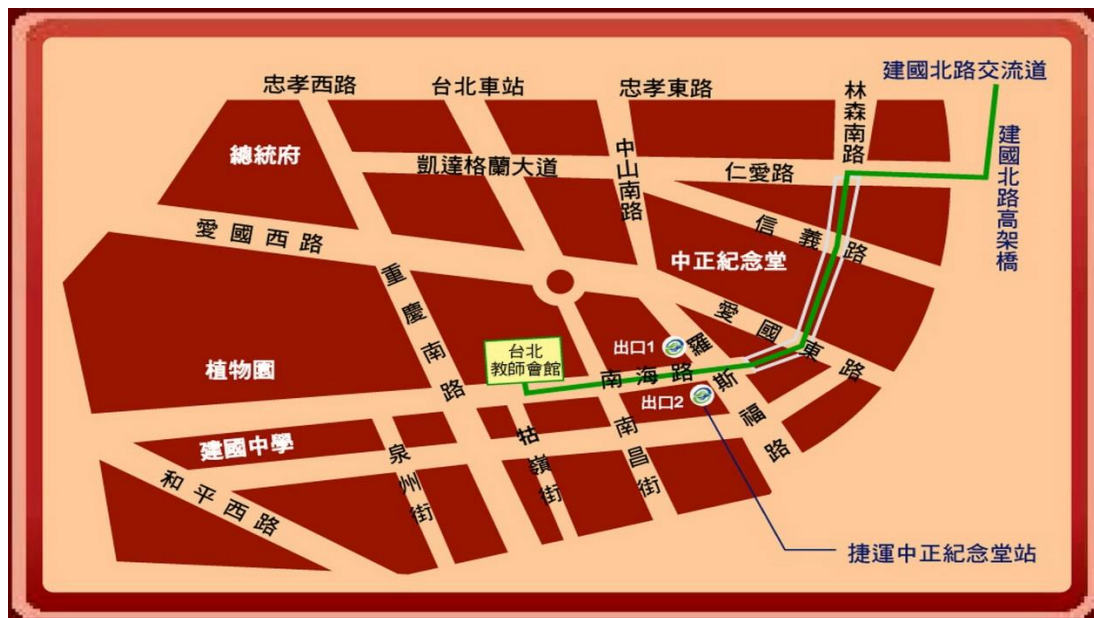 建國北路交流道
忠孝西路
台北車站
忠孝東路
林森南路
建國北路高架橋
總統府
凱達格蘭大道
中山南路
仁愛路
愛國西路
信義路
中正紀念堂
重慶南路
愛國東路
台北
教師會館
出口1
羅斯福路
植物園
南海路
出口2
建國中學
泉州街
牯嶺街
南昌街
和平西路
捷運中正紀念堂站